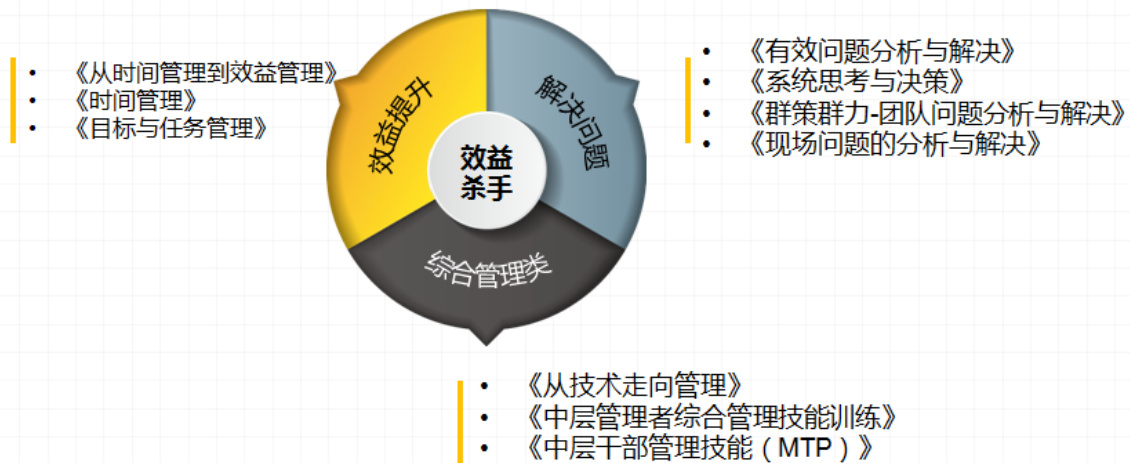 • 《从时间管理到效益管理》
• 《时间管理》
• 《目标与任务管理》
效益提升
解决问题
效益
杀手
综合管理类
• 《有效问题分析与解决》
• 《系统思考与决策》
• 《群策群力-团队问题分析与解决》
• 《现场问题的分析与解决》
• 《从技术走向管理》
• 《中层管理者综合管理技能训练》
• 《中层干部管理技能（MTP）》